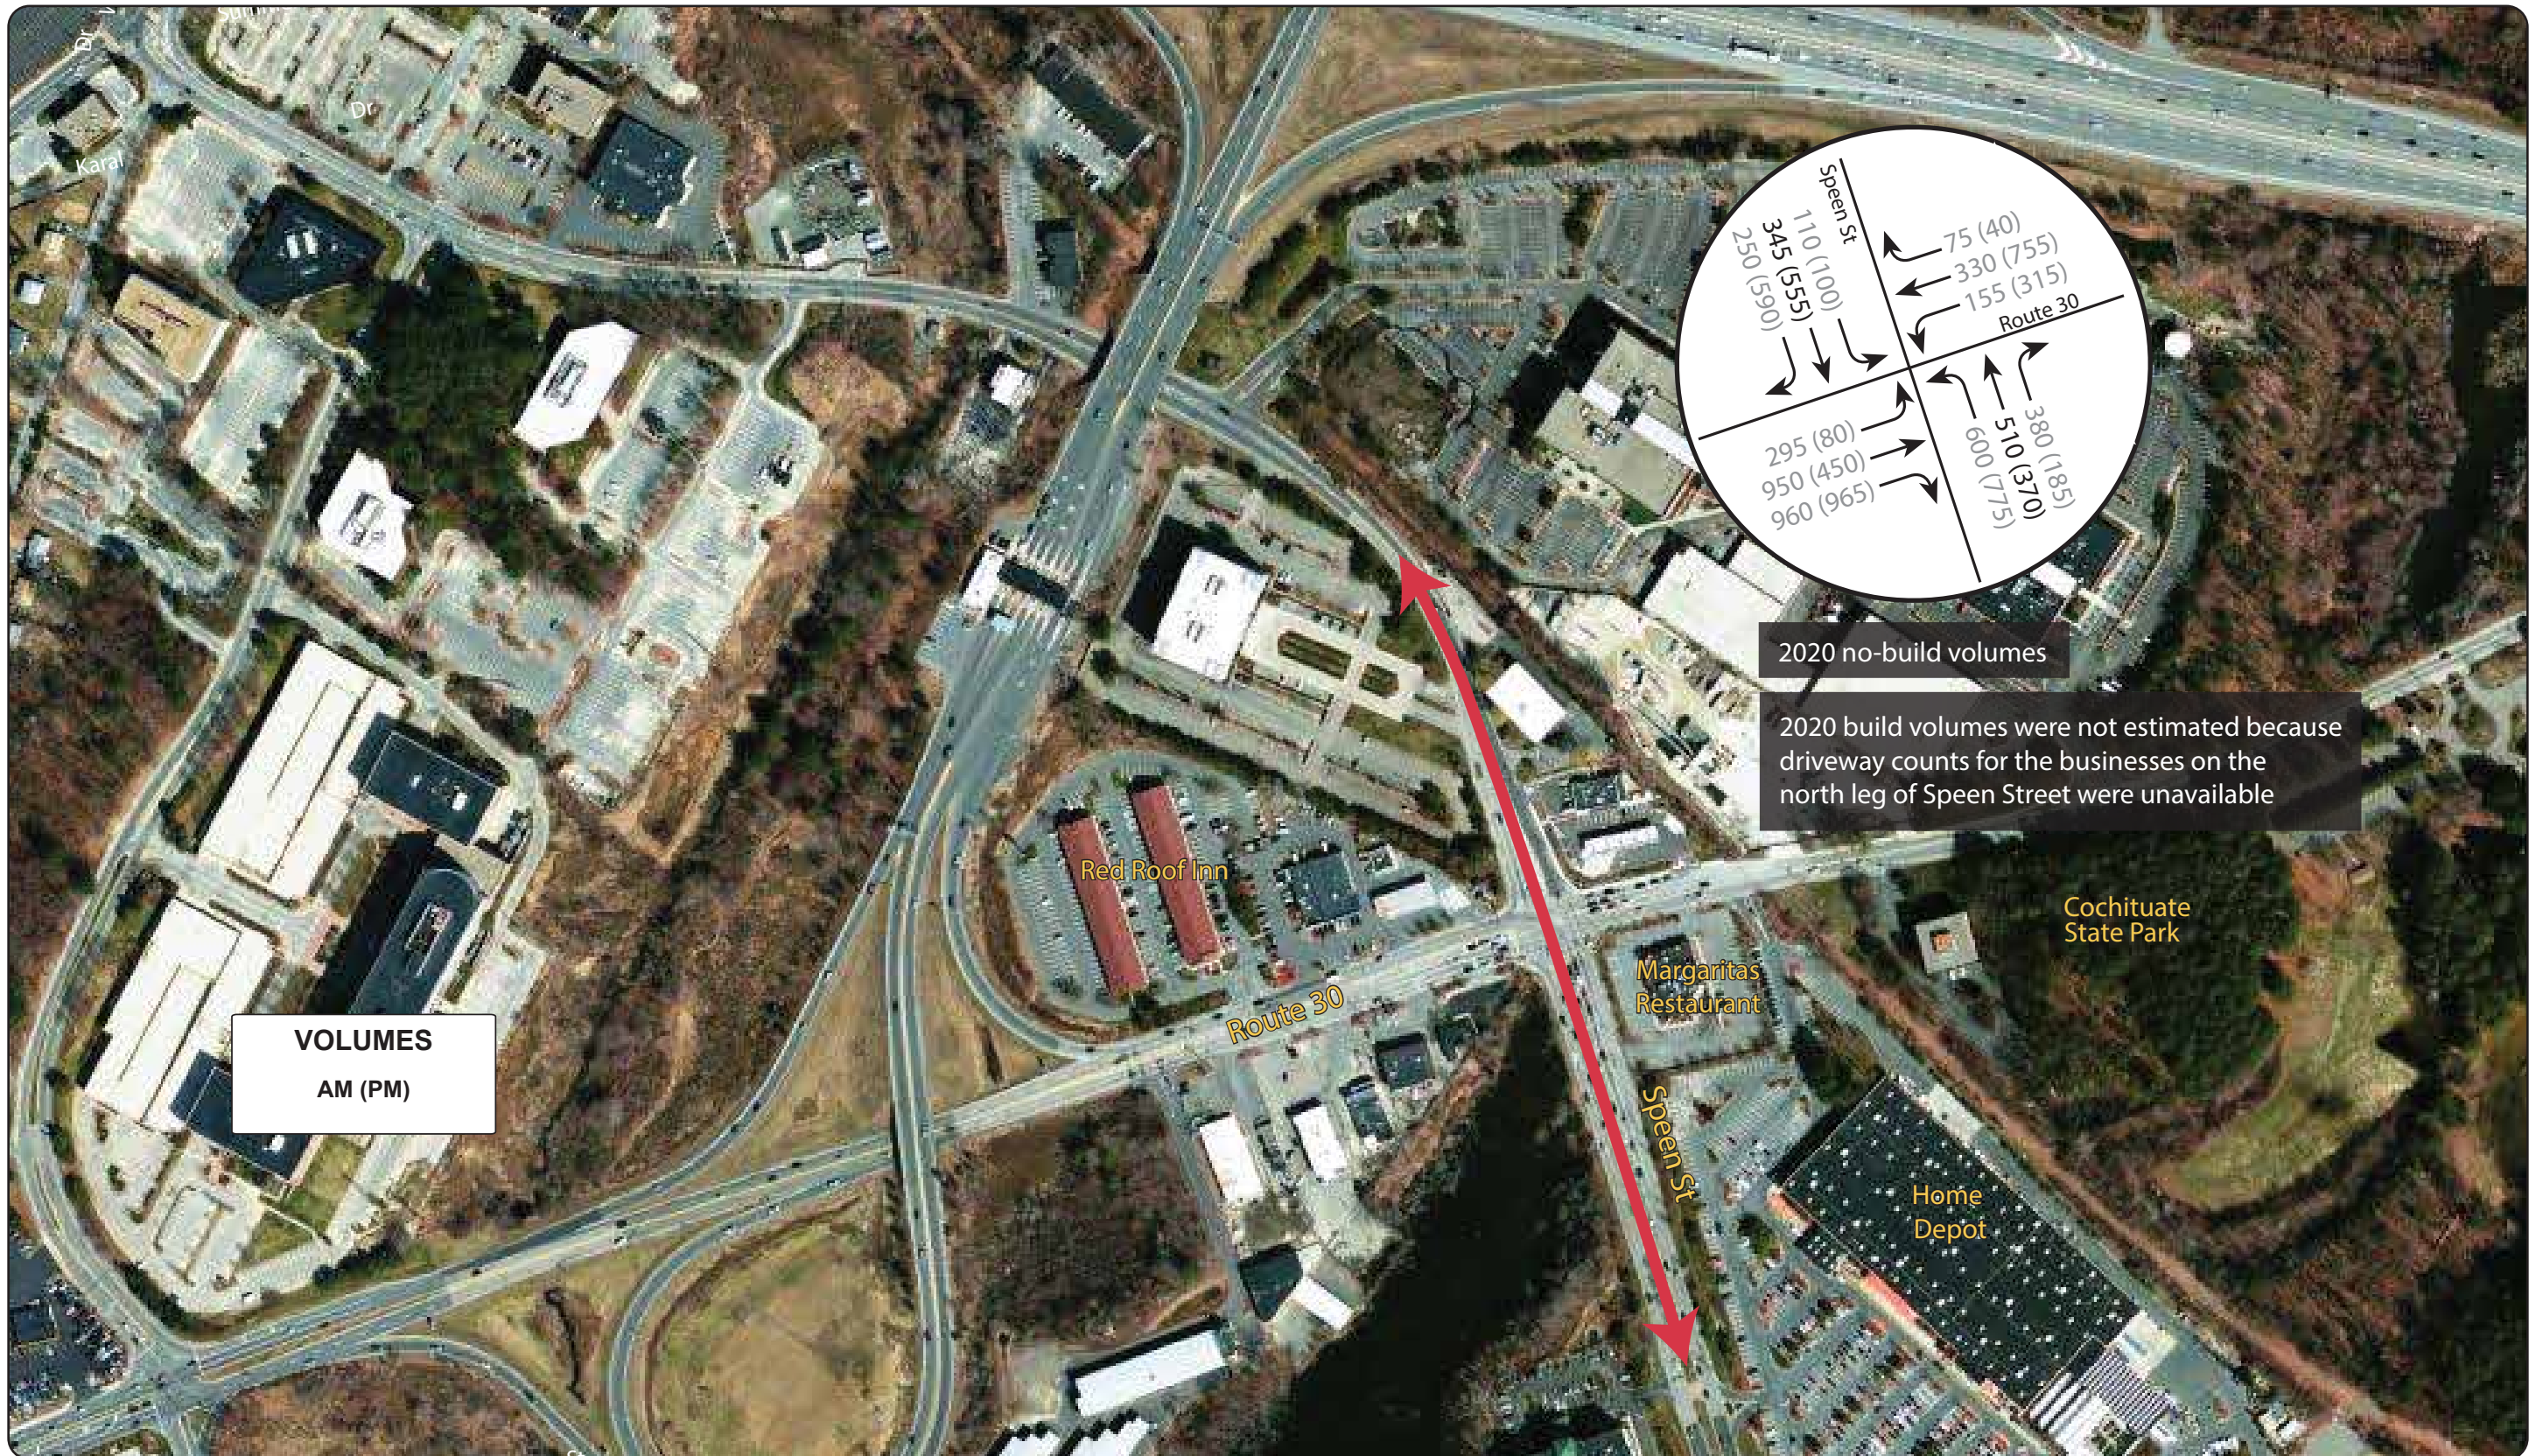 Dr
Dr
Karal
Speen St
110 (100)
345 (555)
250 (590)
75 (40)
330 (755)
155 (315)
Route 30
295 (80)
950 (450)
960 (965)
380 (185)
510 (370)
600 (775)
2020 no-build volumes
2020 build volumes were not estimated because
driveway counts for the businesses on the
north leg of Speen Street were unavailable
Red Roof Inn
Cochituate
State Park
Margaritas
Restaurant
Route 30
VOLUMES
AM (PM)
Speen St
Home
Depot